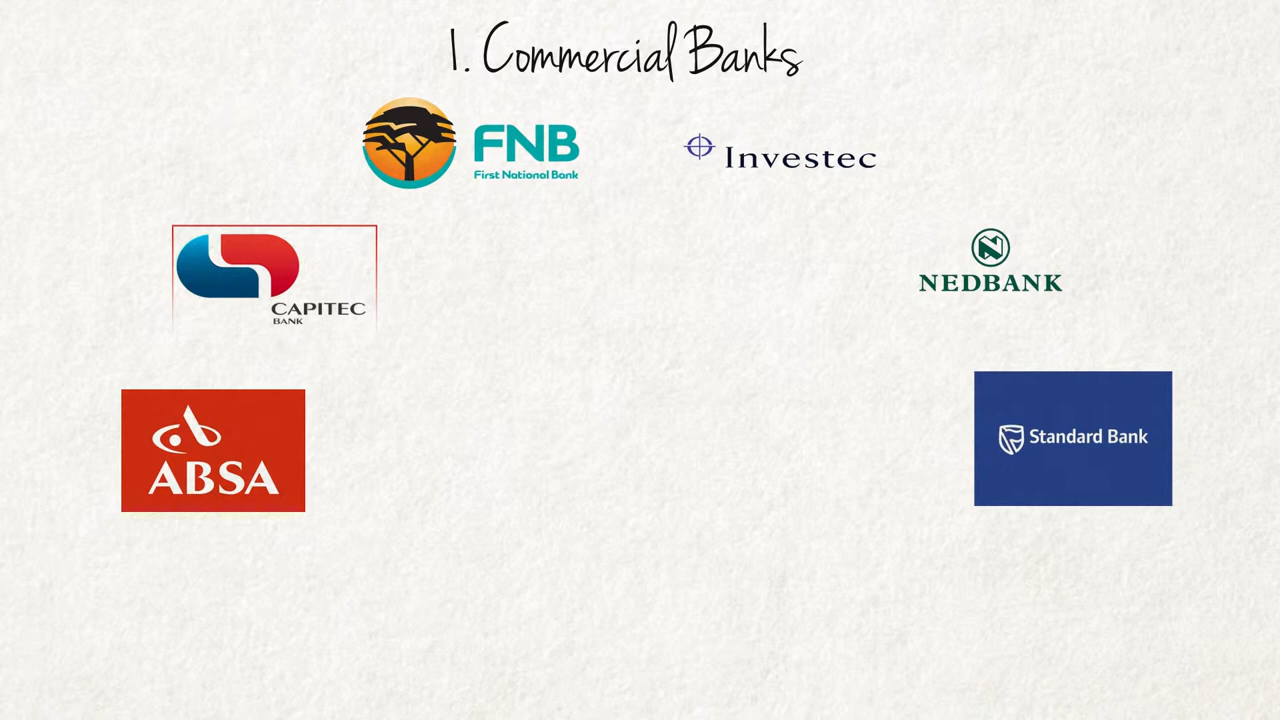 1. Commercial Banks
FNB
First National Bank
Investec
CAPITEC
BANK
NEDBANK
ABSA
Standard Bank